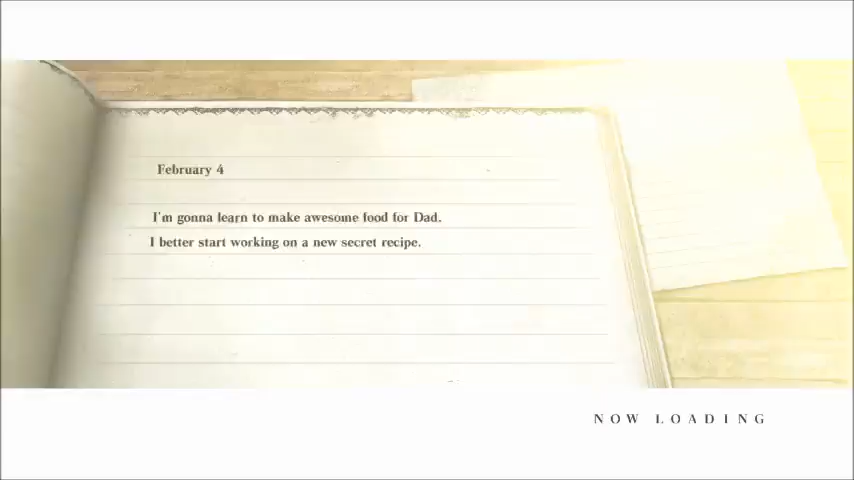 February 4
I'm gonna learn to make awesome food for Dad.
I better start working on a new secret recipe.
NOW LOADING